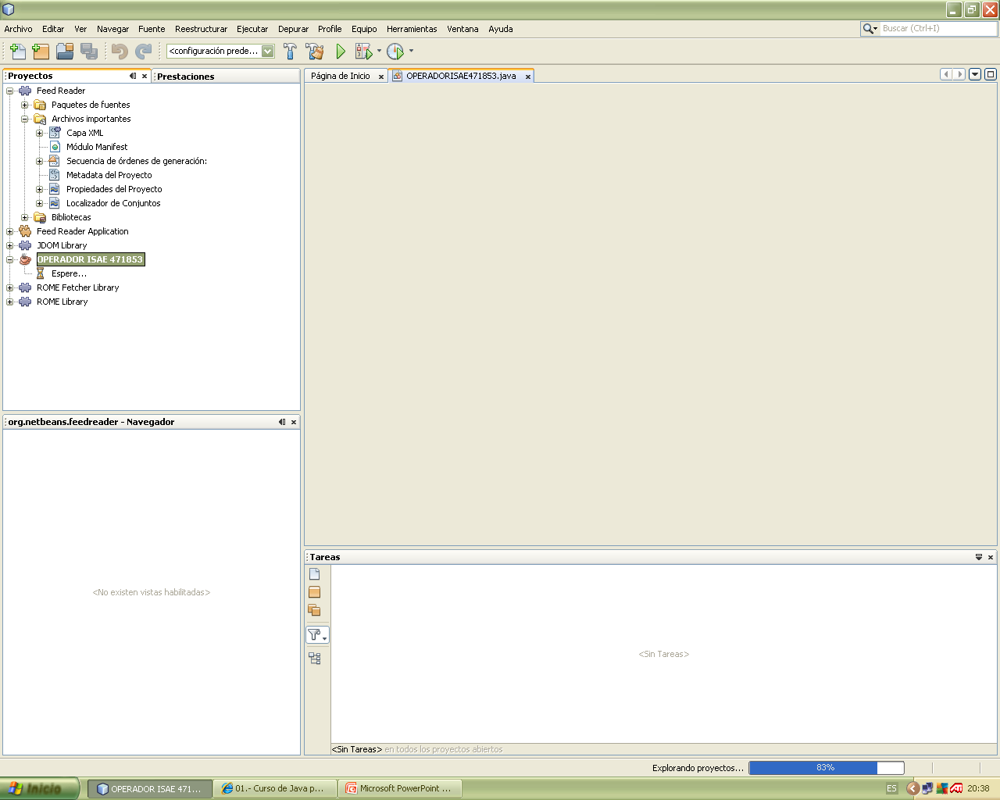 Archivo Editar Ver Navegar Fuente Reestructurar Ejecutar Depurar Profile Equipo Herramientas Ventana Ayuda
Buscar (Ctrl+I)
<configuración prede...
Proyectos
Prestaciones
Página de Inicio
OPERADORISAE471853.java
Feed Reader
Paquetes de fuentes
Archivos importantes
Capa XML
Módulo Manifest
Secuencia de órdenes de generación:
Metadata del Proyecto
Propiedades del Proyecto
Localizador de Conjuntos
Bibliotecas
Feed Reader Application
JDOM Library
OPERADOR ISAE 471853
Espere...
ROME Fetcher Library
ROME Library
org.netbeans.feedreader - Navegador
<No existen vistas habilitadas>
Tareas
<Sin Tareas>
<Sin Tareas> en todos los proyectos abiertos
Explorando proyectos...
83%
Inicio
OPERADOR ISAE 471...
01.- Curso de Java p...
Microsoft PowerPoint ...
ES
20:38